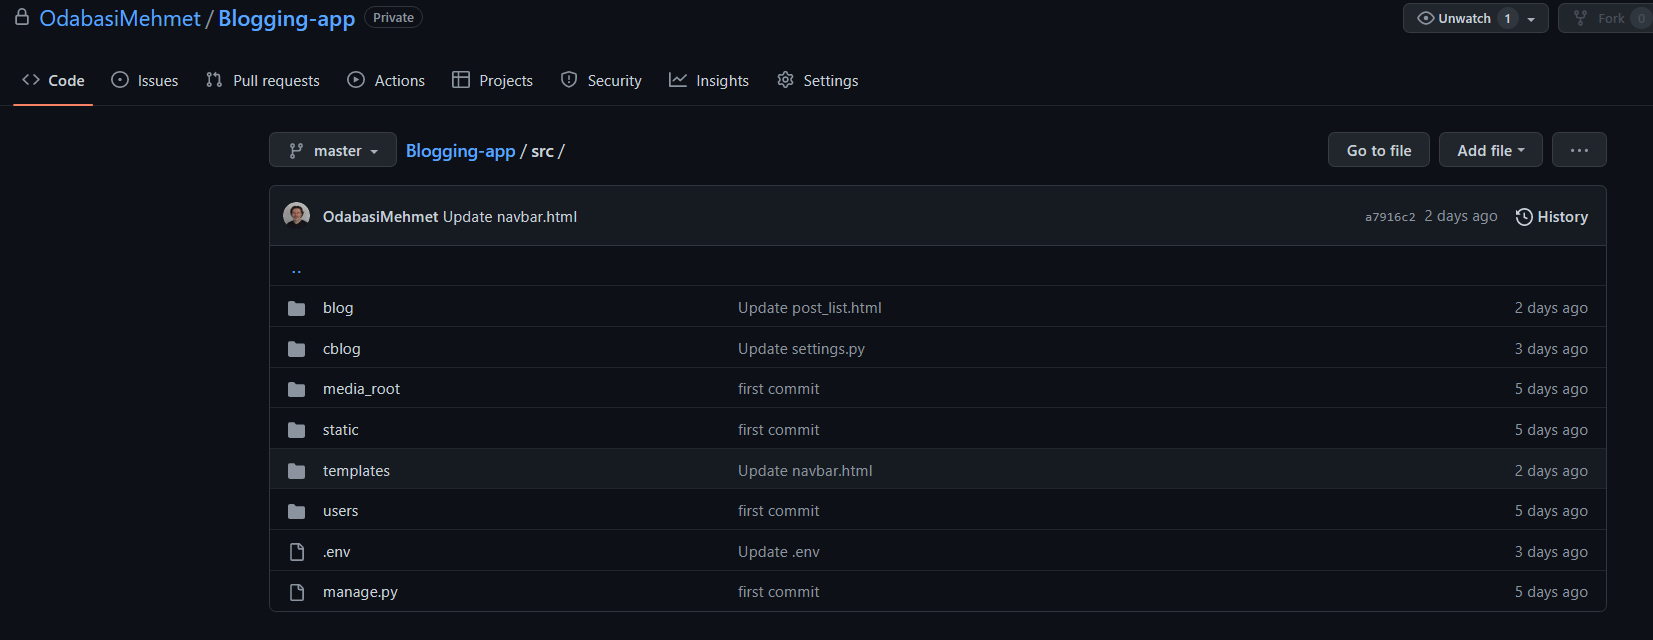 OdabasiMehmet / Blogging-app Private Unwatch 1 Fork 0
Code Issues Pull requests Actions Projects Security Insights Settings
master Blogging-app / src / Go to file Add file ...
OdabasiMehmet Update navbar.html a7916c2 2 days ago History
..
blog Update post_list.html 2 days ago
cblog Update settings.py 3 days ago
media_root first commit 5 days ago
static first commit 5 days ago
templates Update navbar.html 2 days ago
users first commit 5 days ago
.env Update .env 3 days ago
manage.py first commit 5 days ago